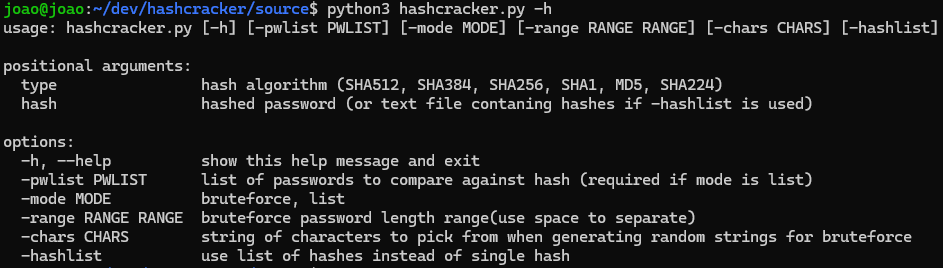 joao@joao:~/dev/hashcracker/source$ python3 hashcracker.py -h
usage: hashcracker.py [-h] [-pwlist PWLIST] [-mode MODE] [-range RANGE RANGE] [-chars CHARS] [-hashlist]
positional arguments:
type hash algorithm (SHA512, SHA384, SHA256, SHA1, MD5, SHA224)
hash hashed password (or text file contaning hashes if -hashlist is used)
options:
-h, --help show this help message and exit
-pwlist PWLIST list of passwords to compare against hash (required if mode is list)
-mode MODE bruteforce, list
-range RANGE RANGE bruteforce password length range(use space to separate)
-chars CHARS string of characters to pick from when generating random strings for bruteforce
-hashlist use list of hashes instead of single hash